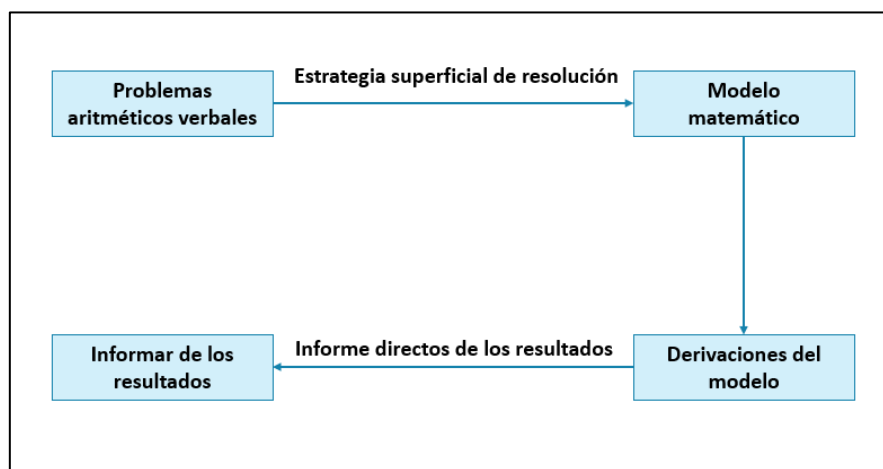 Problemas
aritméticos verbales
Estrategia superficial de resolución
Modelo
matemático
Informar de los
resultados
Informe directos de los resultados
Derivaciones del
modelo